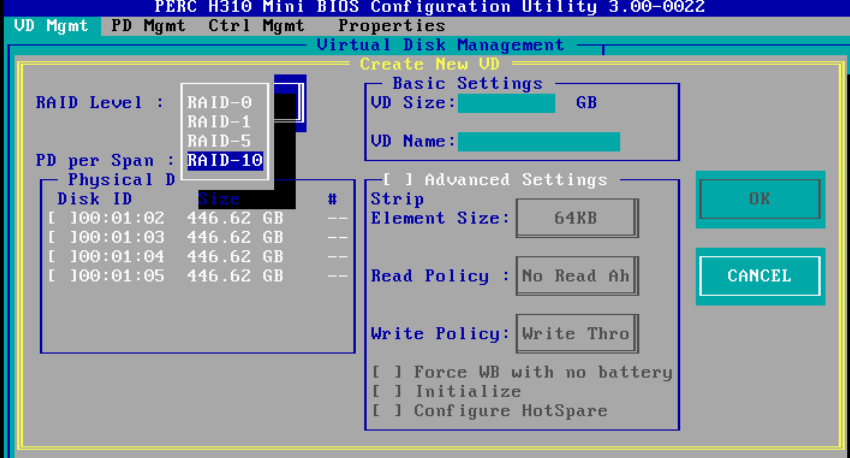 PERC H310 Mini BIOS Configuration Utility 3.00-0022
VD Mgmt PD Mgmt Ctrl Mgmt Properties
Virtual Disk Management
Create New VD
RAID Level :
RAID-0
RAID-1
RAID-5
RAID-10
PD per Span :
Physical D
Disk ID Size #
[ ]00:01:02 446.62 GB --
[ ]00:01:03 446.62 GB --
[ ]00:01:04 446.62 GB --
[ ]00:01:05 446.62 GB --
Basic Settings
VD Size: GB
VD Name:
[ ] Advanced Settings
Strip
Element Size: 64KB
Read Policy : No Read Ah
Write Policy: Write Thro
[ ] Force WB with no battery
[ ] Initialize
[ ] Configure HotSpare
OK
CANCEL